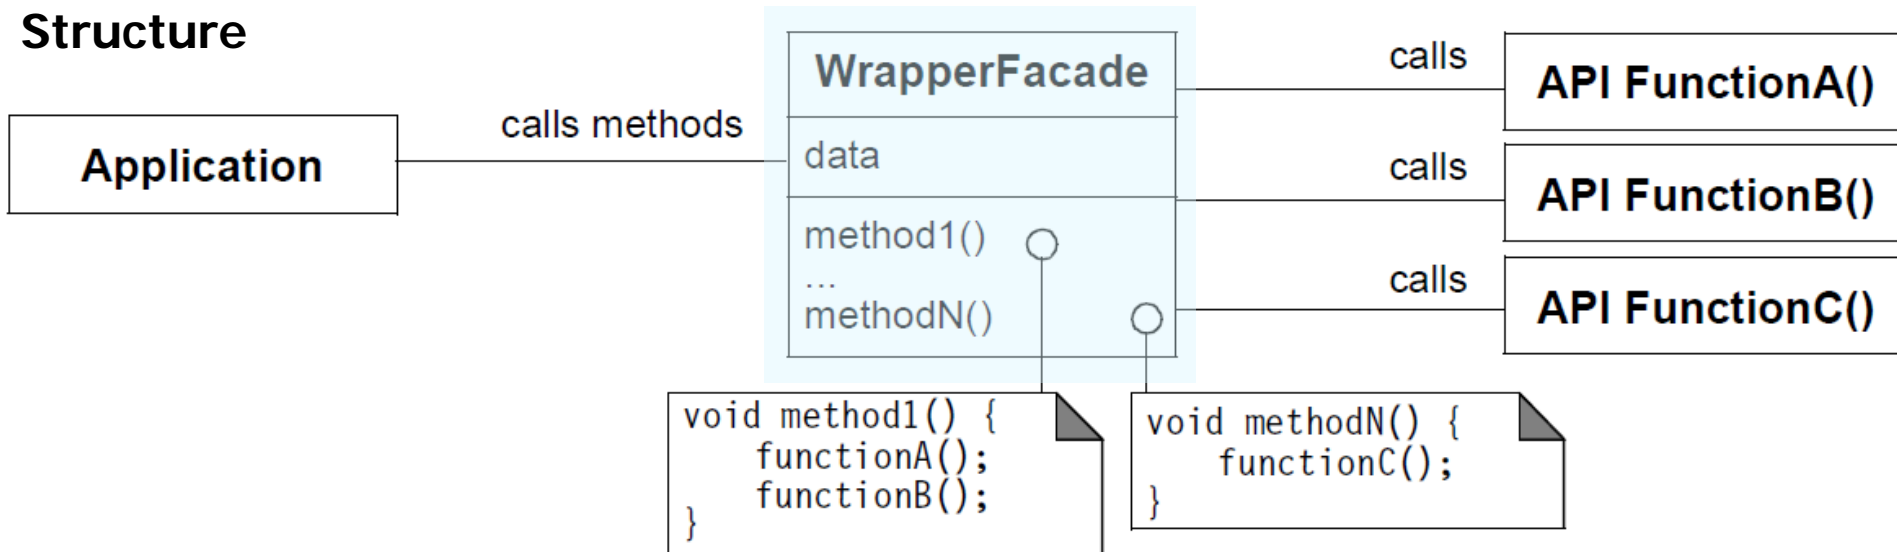 Structure
Application
calls methods
WrapperFacade
data
method1()
...
methodN()
calls
API FunctionA()
calls
API FunctionB()
calls
API FunctionC()
void method1() {
functionA();
functionB();
}
void methodN() {
functionC();
}